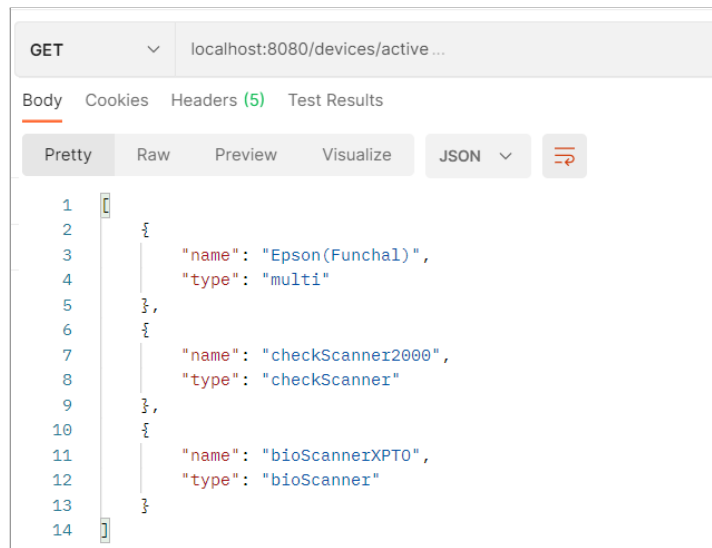 GET localhost:8080/devices/active ...
Body Cookies Headers (5) Test Results
Pretty Raw Preview Visualize JSON
1 [
2 {
3 "name": "Epson(Funchal)",
4 "type": "multi"
5 },
6 {
7 "name": "checkScanner2000",
8 "type": "checkScanner"
9 },
10 {
11 "name": "bioScannerXPTO",
12 "type": "bioScanner"
13 }
14 ]